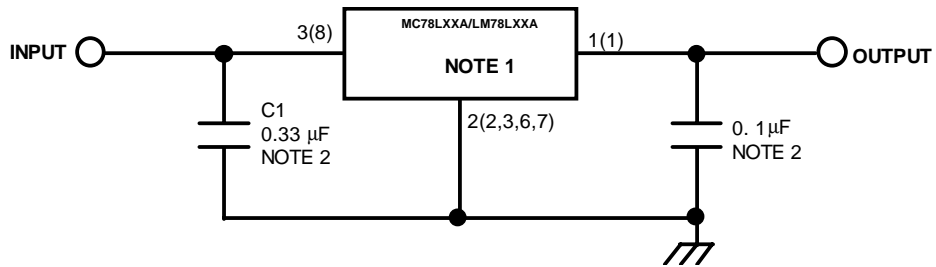 MC78LXXA/LM78LXXA
INPUT
3(8)
NOTE 1
1(1)
OUTPUT
C1
0.33 μF
NOTE 2
2(2,3,6,7)
0. 1μF
NOTE 2